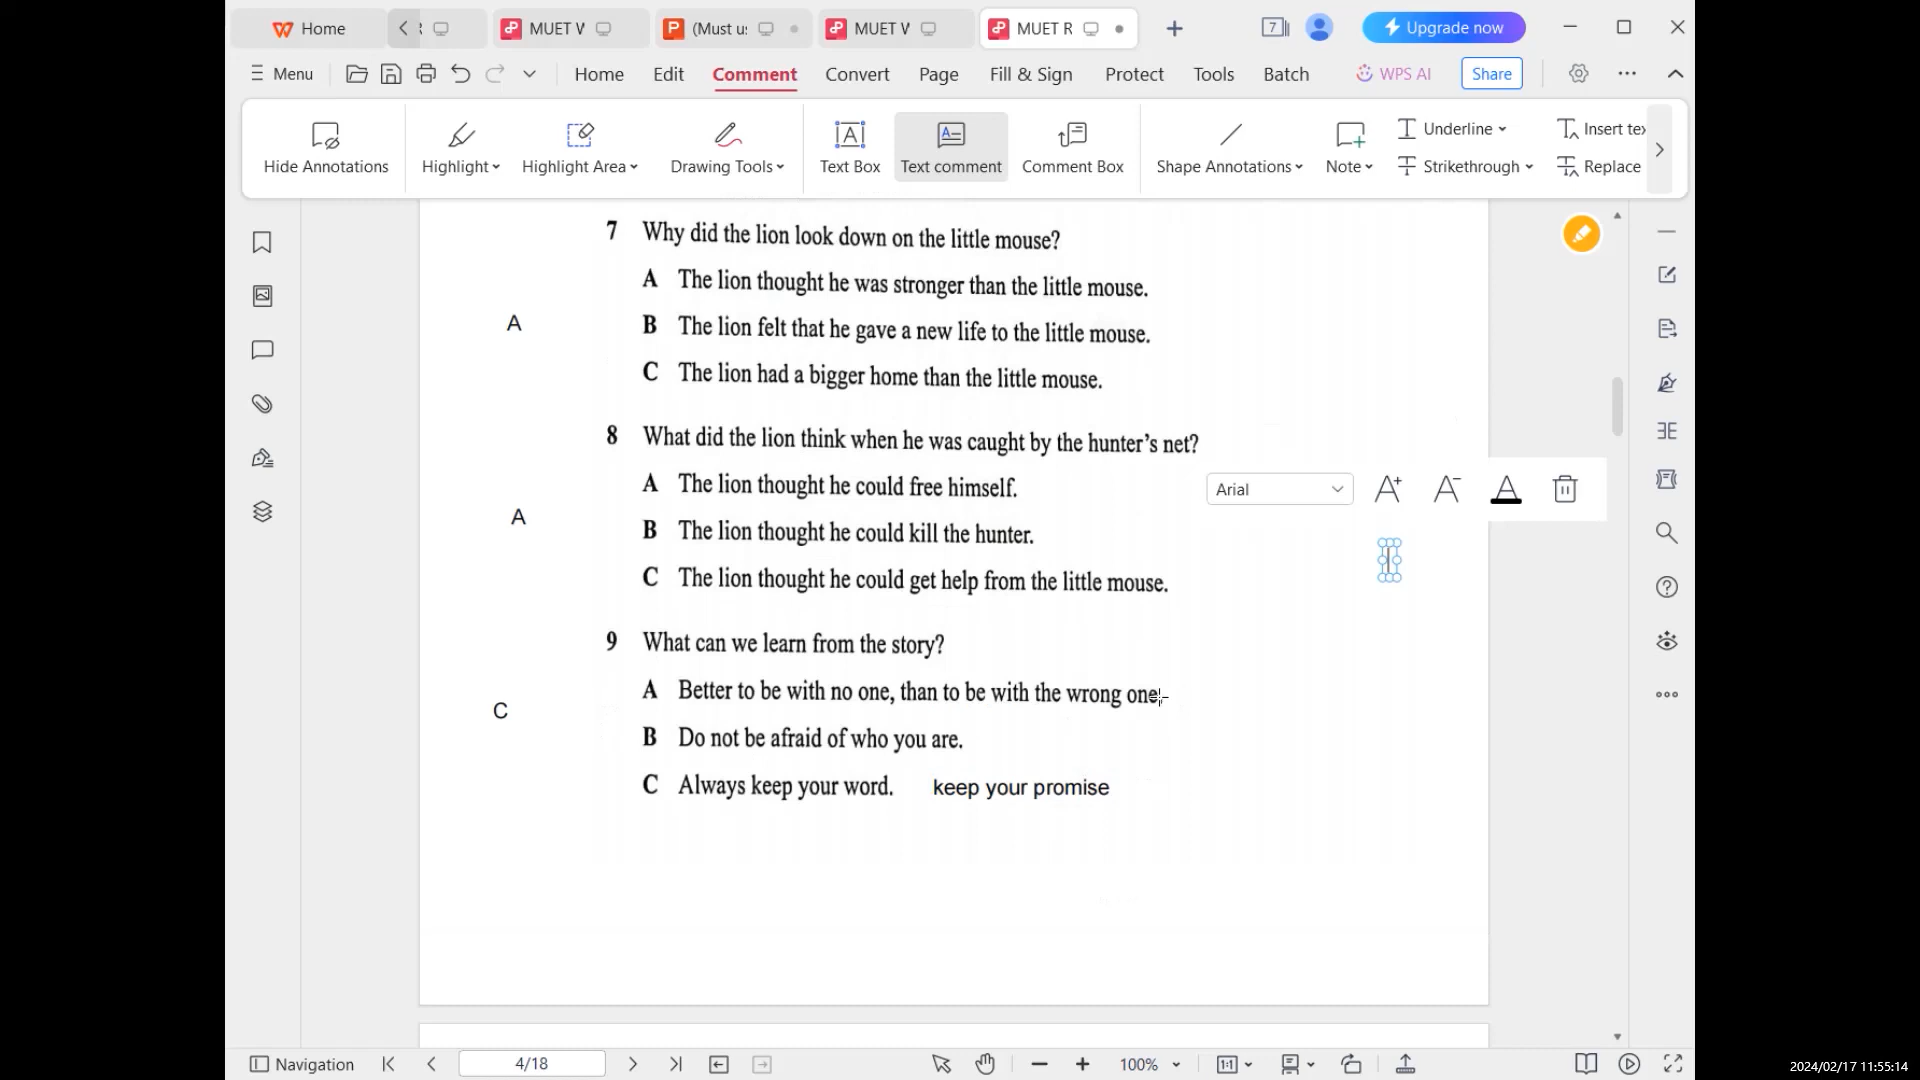 Home
MUET V
(Must u:
MUET V
MUET R
7
Upgrade now
Menu
Home
Edit
Comment
Convert
Page
Fill & Sign
Protect
Tools
Batch
WPS AI
Share
Hide Annotations
Highlight
Highlight Area
Drawing Tools
Text Box
Text comment
Comment Box
Shape Annotations
Note
Underline
Strikethrough
Insert tex
Replace
7 Why did the lion look down on the little mouse?
A The lion thought he was stronger than the little mouse.
A
B The lion felt that he gave a new life to the little mouse.
C The lion had a bigger home than the little mouse.
8 What did the lion think when he was caught by the hunter's net?
A The lion thought he could free himself.
Arial
A
B The lion thought he could kill the hunter.
C The lion thought he could get help from the little mouse.
9 What can we learn from the story?
A Better to be with no one, than to be with the wrong one.
C
B Do not be afraid of who you are.
C Always keep your word. keep your promise
Navigation
4/18
100%
2024/02/17 11:55:14